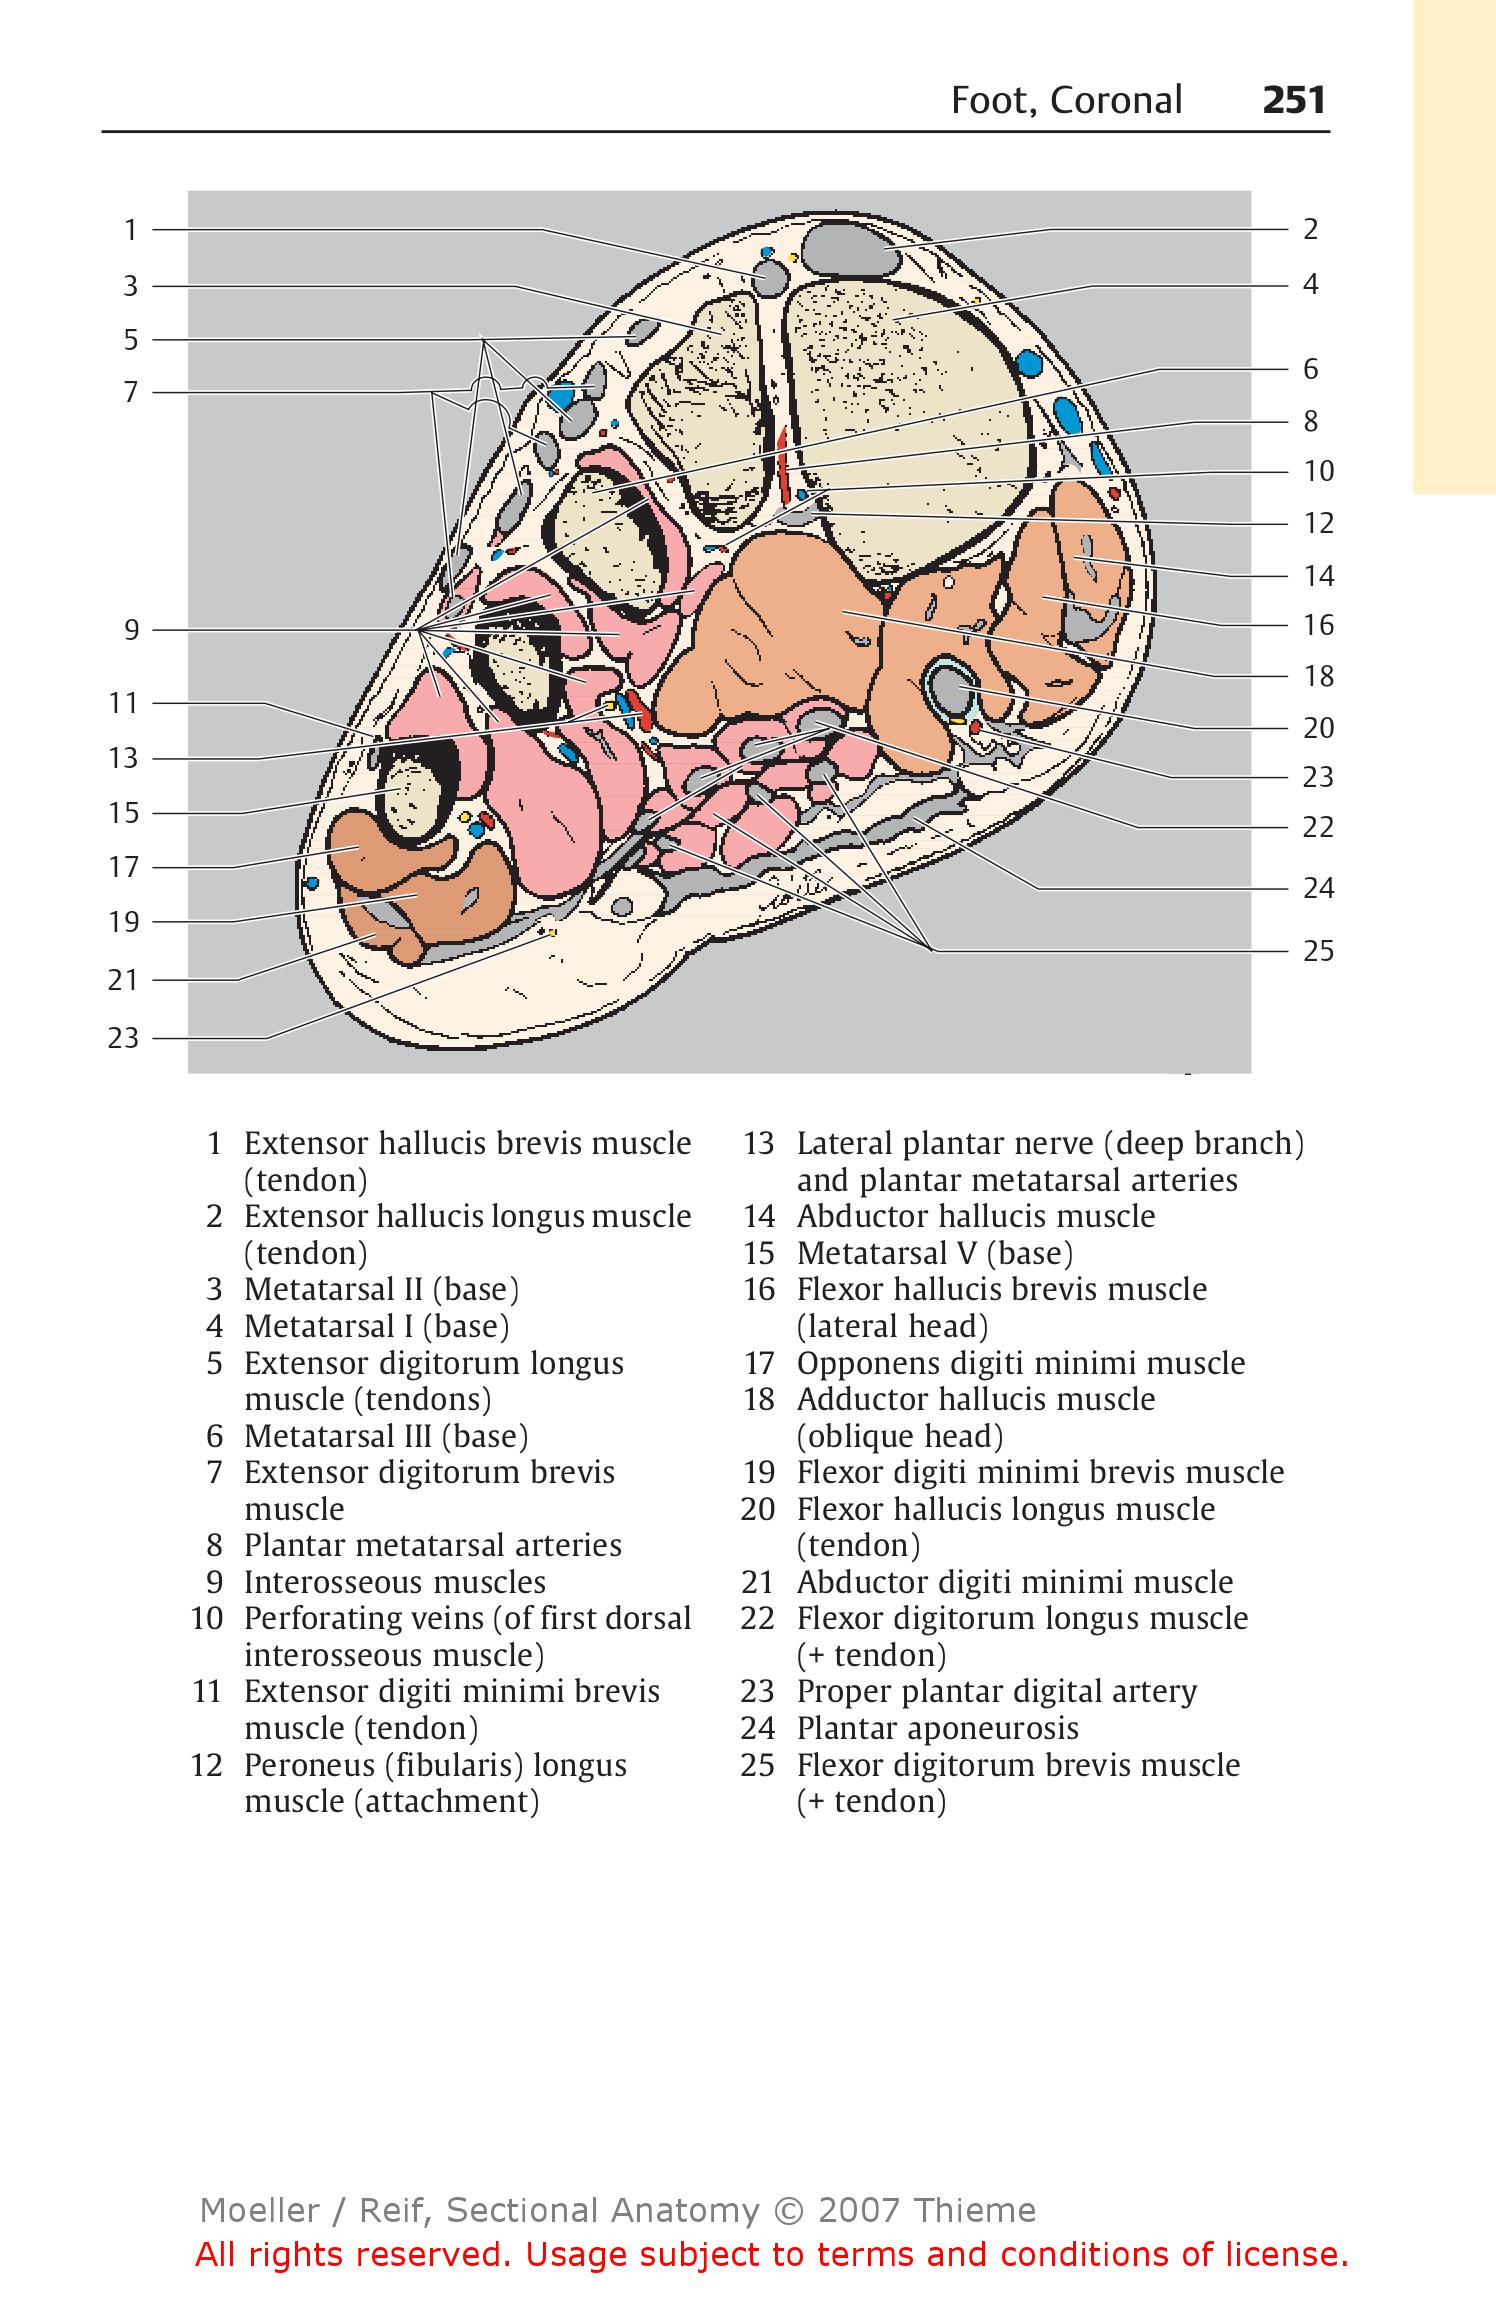 Foot, Coronal 251
1
3
5
7
9
11
13
15
17
19
21
23
2
4
6
8
10
12
14
16
18
20
23
22
24
25
1 Extensor hallucis brevis muscle
(tendon)
2 Extensor hallucis longus muscle
(tendon)
3 Metatarsal II (base)
4 Metatarsal I (base)
5 Extensor digitorum longus
muscle (tendons)
6 Metatarsal III (base)
7 Extensor digitorum brevis
muscle
8 Plantar metatarsal arteries
9 Interosseous muscles
10 Perforating veins (of first dorsal
interosseous muscle)
11 Extensor digiti minimi brevis
muscle (tendon)
12 Peroneus (fibularis) longus
muscle (attachment)
13 Lateral plantar nerve (deep branch)
and plantar metatarsal arteries
14 Abductor hallucis muscle
15 Metatarsal V (base)
16 Flexor hallucis brevis muscle
(lateral head)
17 Opponens digiti minimi muscle
18 Adductor hallucis muscle
(oblique head)
19 Flexor digiti minimi brevis muscle
20 Flexor hallucis longus muscle
(tendon)
21 Abductor digiti minimi muscle
22 Flexor digitorum longus muscle
(+ tendon)
23 Proper plantar digital artery
24 Plantar aponeurosis
25 Flexor digitorum brevis muscle
(+ tendon)
Moeller / Reif, Sectional Anatomy © 2007 Thieme
All rights reserved. Usage subject to terms and conditions of license.